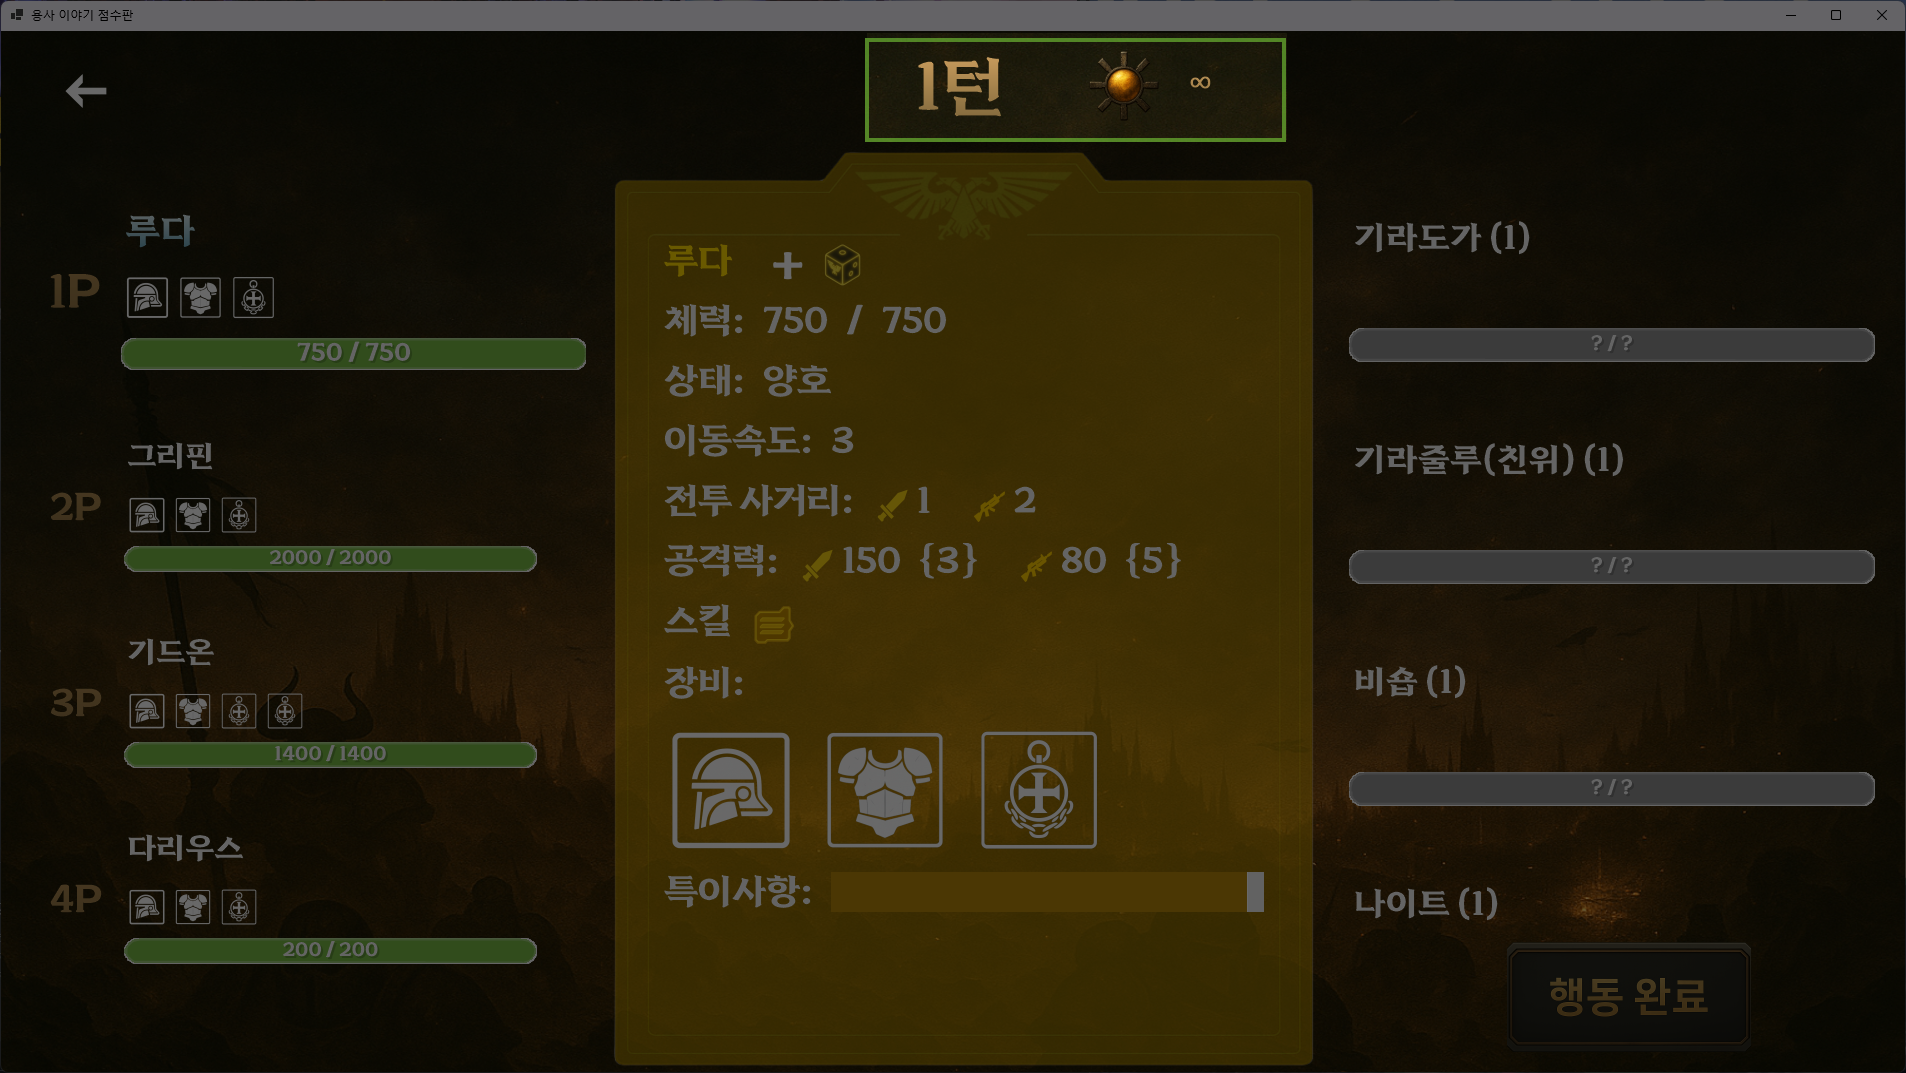 용사 이야기 점수판
1턴 ∞
루다
1P
750 / 750
그리핀
2P
2000 / 2000
기드온
3P
1400 / 1400
다리우스
4P
200 / 200
루다 +
체력: 750 / 750
상태: 양호
이동속도: 3
전투 사거리: 1 2
공격력: 150 {3} 80 {5}
스킬
장비:
특이사항:
기라도가 (1)
? / ?
기라줄루(친위) (1)
? / ?
비숍 (1)
? / ?
나이트 (1)
행동 완료